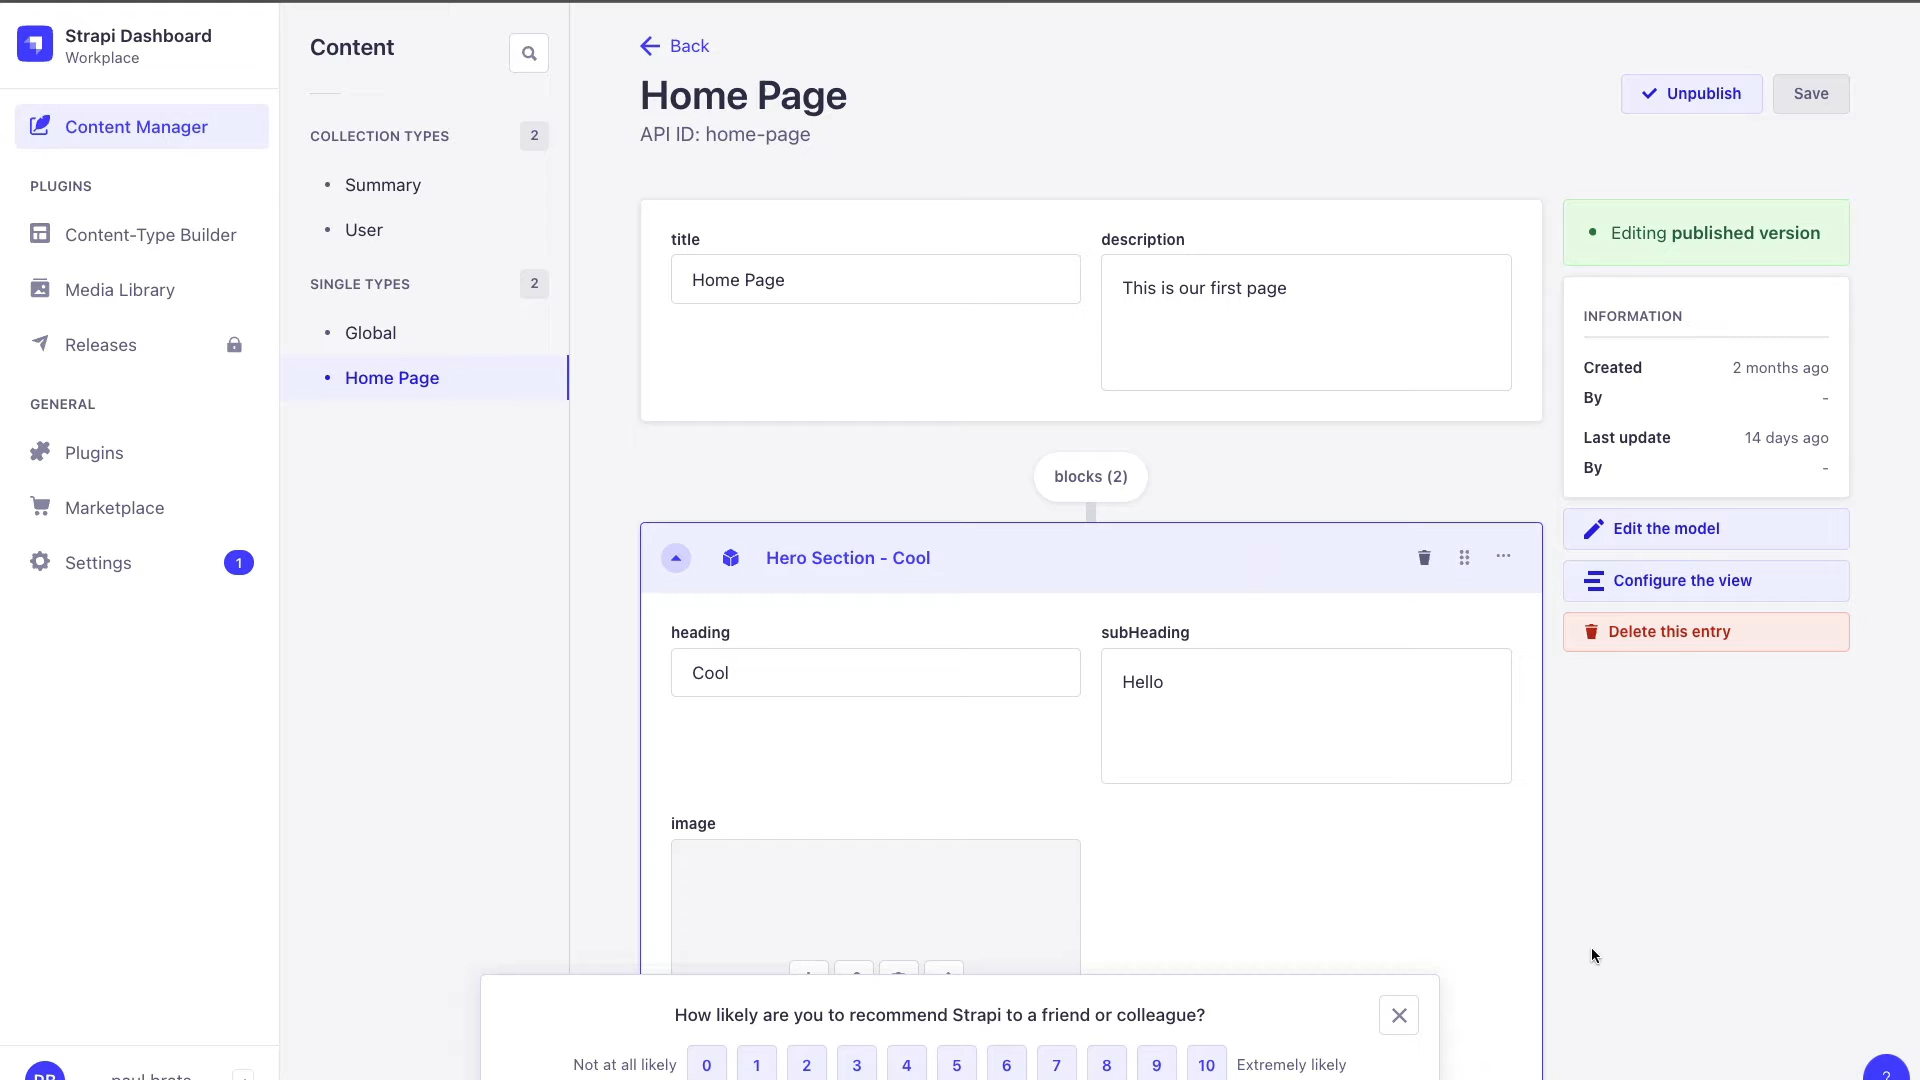 Strapi Dashboard
Workplace
Content Manager
PLUGINS
Content-Type Builder
Media Library
Releases
GENERAL
Plugins
Marketplace
Settings
1
Content
COLLECTION TYPES
2
Summary
User
SINGLE TYPES
2
Global
Home Page
Back
Home Page
API ID: home-page
Unpublish
Save
title
Home Page
description
This is our first page
blocks (2)
Hero Section - Cool
heading
Cool
subHeading
Hello
image
Editing published version
INFORMATION
Created 2 months ago
By -
Last update 14 days ago
By -
Edit the model
Configure the view
Delete this entry
How likely are you to recommend Strapi to a friend or colleague?
Not at all likely 0 1 2 3 4 5 6 7 8 9 10 Extremely likely